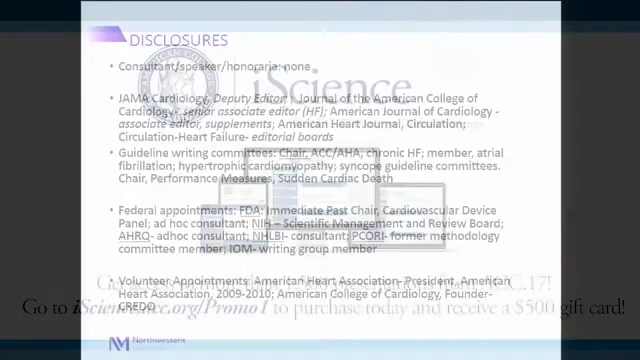 DISCLOSURES
• Consultant/speaker/honoraria: none
iScience
• JAMA Cardiology, Deputy Editor; ; Journal of the American College of
Cardiology- senior associate editor (HF); American Journal of Cardiology -
associate editor, supplements; American Heart Journal, Circulation;
Circulation-Heart Failure- editorial boards
• Guideline writing committees: Chair, ACC/AHA, chronic HF; member, atrial
fibrillation; hypertrophic cardiomyopathy; syncope guideline committees.
Chair, Performance Measures, Sudden Cardiac Death
• Federal appointments: FDA: Immediate Past Chair, Cardiovascular Device
Panel; ad hoc consultant; NIH – Scientific Management and Review Board;
AHRQ- adhoc consultant; NHLBI- consultant; PCORI- former methodology
committee member; IOM- writing group member
• Volunteer Appointments: American Heart Association- President, American
Heart Association, 2009-2010; American College of Cardiology, Founder-
CREDO
Go to iScience.org/Promo1 to purchase today and receive a $500 gift card!
Northwestern